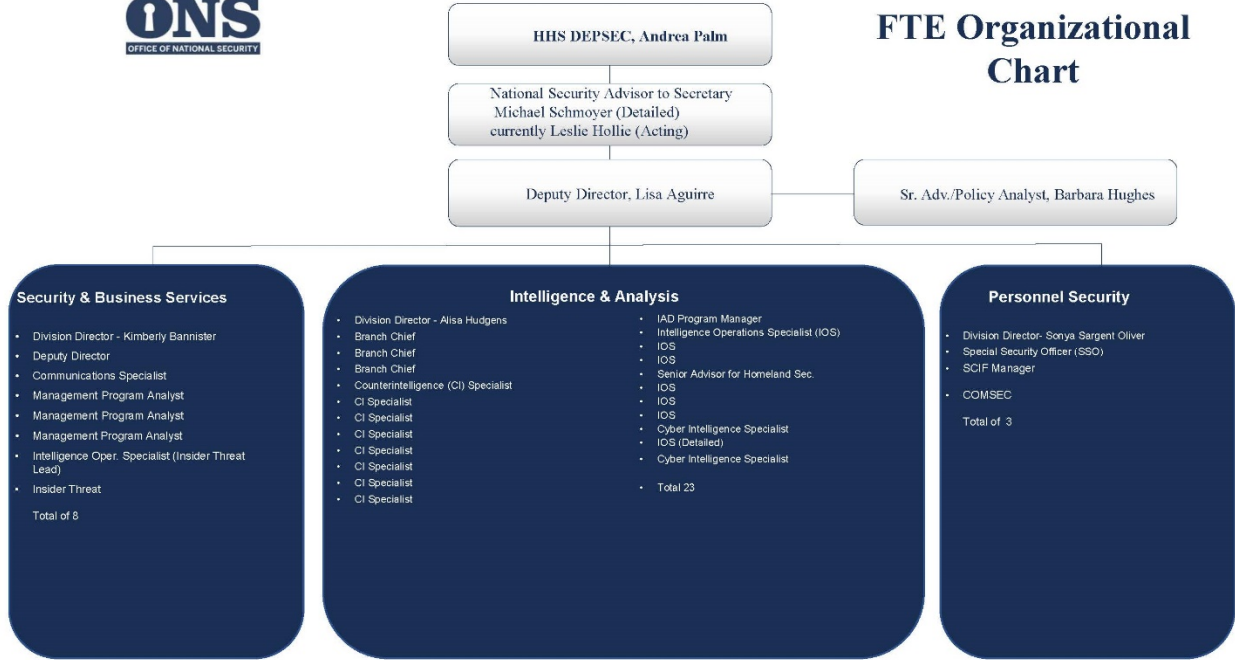 ONS
OFFICE OF NATIONAL SECURITY
FTE Organizational
Chart
HHS DEPSEC, Andrea Palm
National Security Advisor to Secretary
Michael Schmoyer (Detailed)
currently Leslie Hollie (Acting)
Deputy Director, Lisa Aguirre
Sr. Adv./Policy Analyst, Barbara Hughes
Security & Business Services
• Division Director - Kimberly Bannister
• Deputy Director
• Communications Specialist
• Management Program Analyst
• Management Program Analyst
• Management Program Analyst
• Intelligence Oper. Specialist (Insider Threat
Lead)
• Insider Threat
Total of 8
Intelligence & Analysis
• Division Director - Alisa Hudgens
• Branch Chief
• Branch Chief
• Branch Chief
• Counterintelligence (CI) Specialist
• CI Specialist
• CI Specialist
• CI Specialist
• CI Specialist
• CI Specialist
• CI Specialist
• CI Specialist
• IAD Program Manager
• Intelligence Operations Specialist (IOS)
• IOS
• IOS
• Senior Advisor for Homeland Sec.
• IOS
• IOS
• IOS
• Cyber Intelligence Specialist
• IOS (Detailed)
• Cyber Intelligence Specialist
• Total 23
Personnel Security
• Division Director- Sonya Sargent Oliver
• Special Security Officer (SSO)
• SCIF Manager
• COMSEC
Total of 3